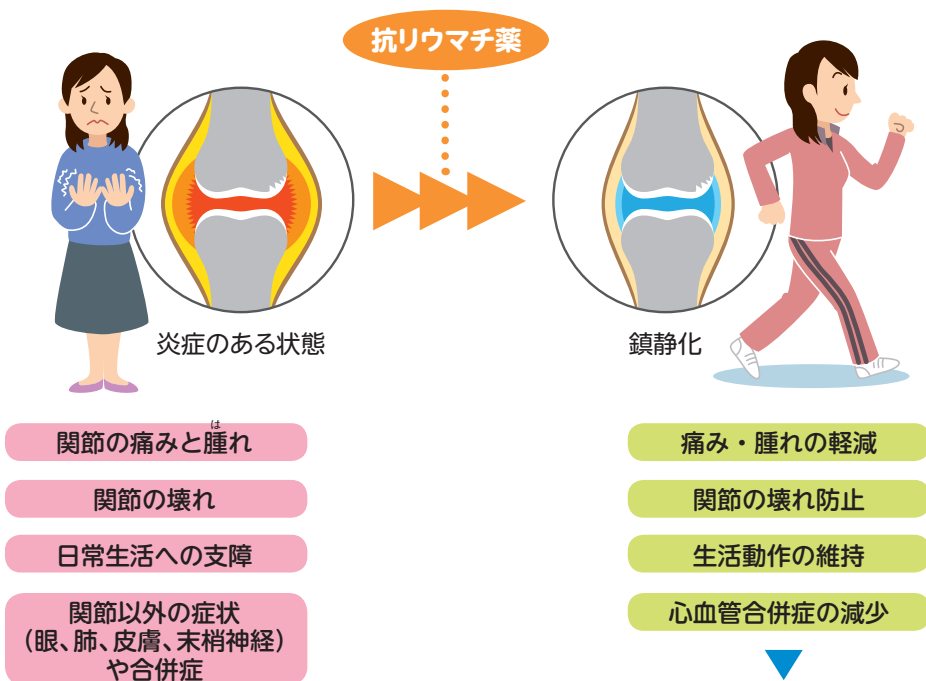 抗リウマチ薬
炎症のある状態
鎮静化
関節の痛みと腫れ
は
関節の壊れ
日常生活への支障
関節以外の症状
（眼、肺、皮膚、末梢神経）
や合併症
痛み・腫れの軽減
関節の壊れ防止
生活動作の維持
心血管合併症の減少